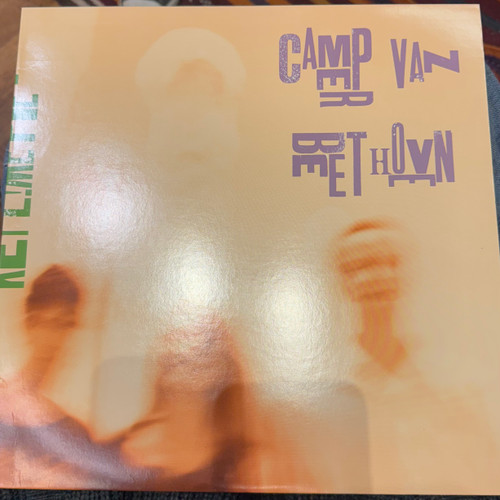 CAMPER VAN
BEETHOVEN
KEY LIME PIE